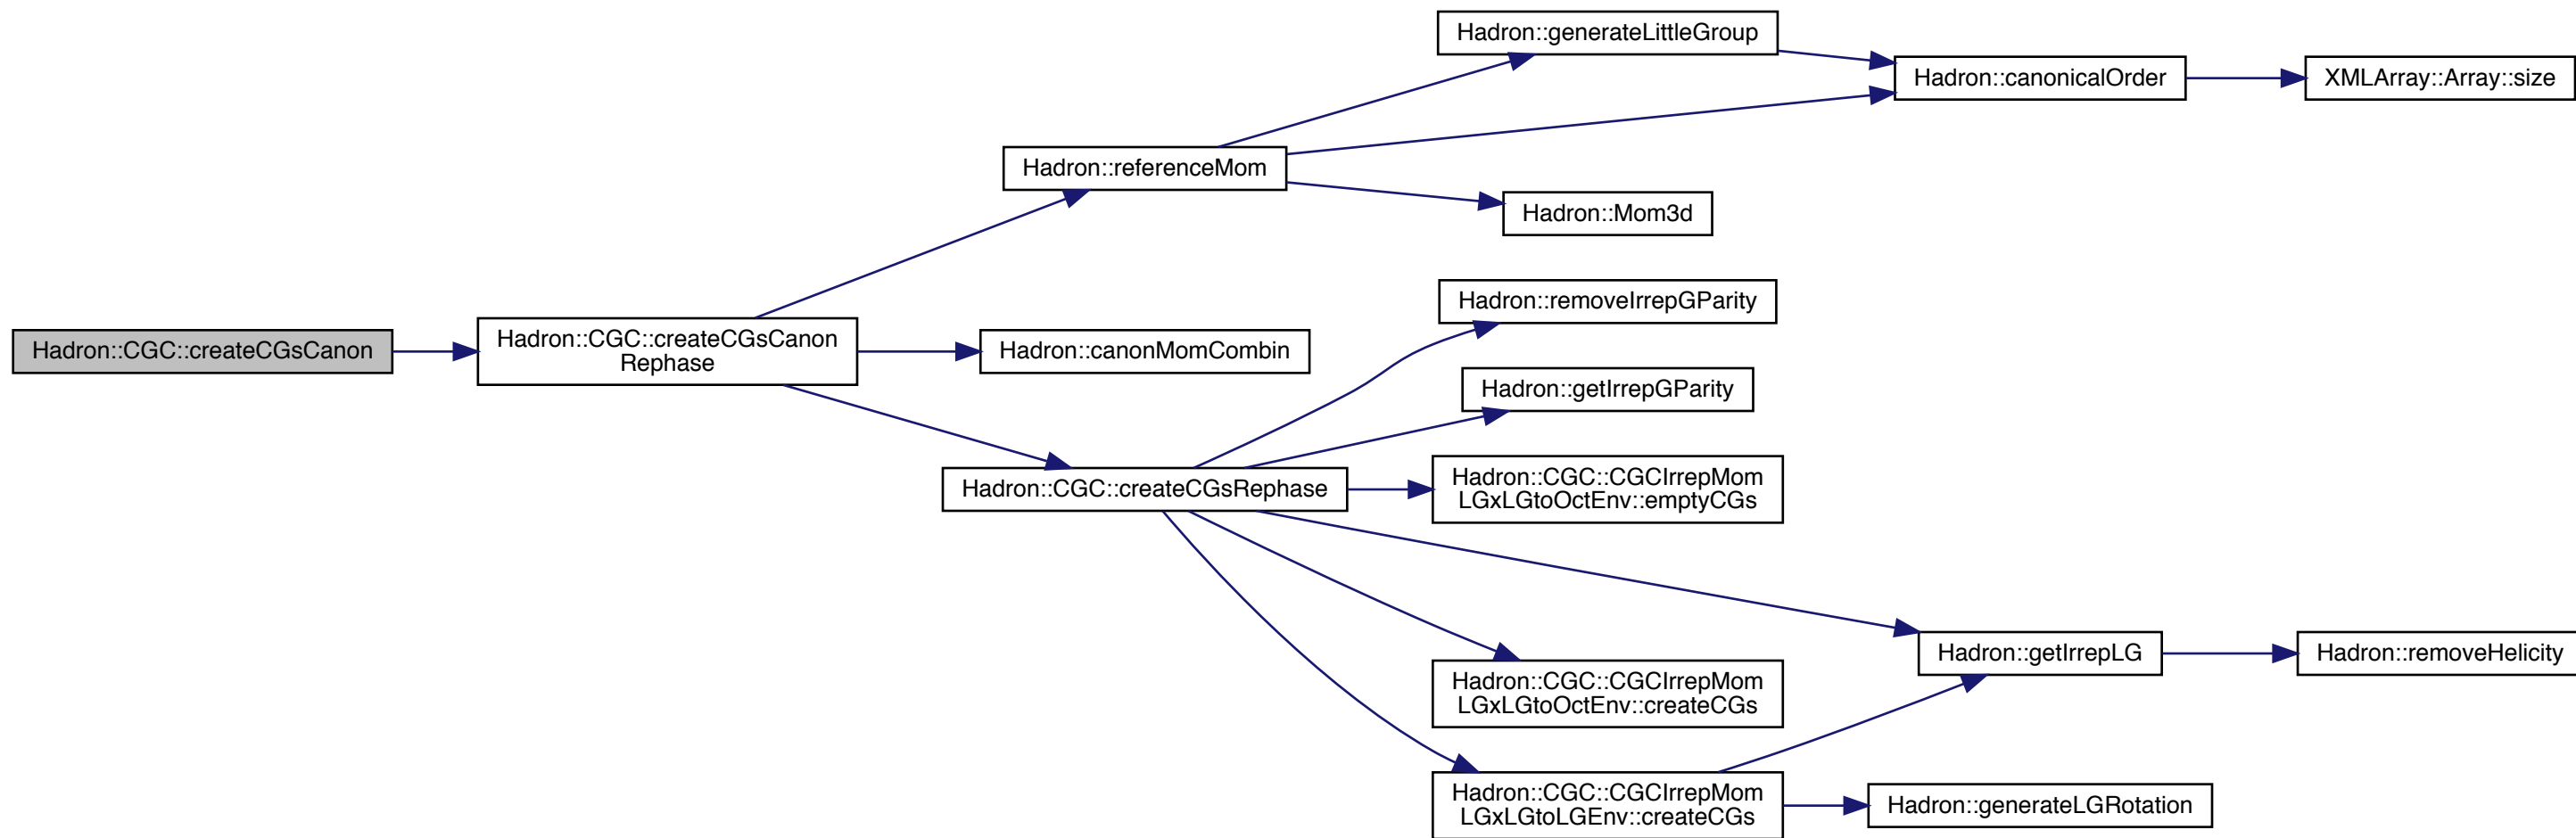 Hadron::generateLittleGroup
Hadron::canonicalOrder
XMLArray::Array::size
Hadron::referenceMom
Hadron::Mom3d
Hadron::removeIrrepGParity
Hadron::CGC::createCGsCanon
Hadron::CGC::createCGsCanon
Rephase
Hadron::canonMomCombin
Hadron::getIrrepGParity
Hadron::CGC::createCGsRephase
Hadron::CGC::CGCIrrepMom
LGxLGtoOctEnv::emptyCGs
Hadron::getIrrepLG
Hadron::removeHelicity
Hadron::CGC::CGCIrrepMom
LGxLGtoOctEnv::createCGs
Hadron::CGC::CGCIrrepMom
LGxLGtoLGEnv::createCGs
Hadron::generateLGRotation